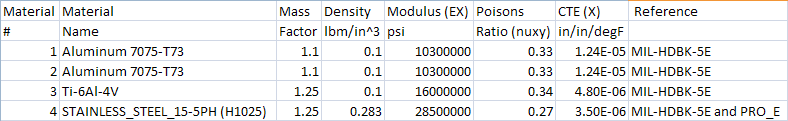 Material Material Mass Density Modulus (EX) Poisons CTE (X) Reference
# Name Factor lbm/in^3 psi Ratio (nuxy) in/in/degF
1 Aluminum 7075-T73 1.1 0.1 10300000 0.33 1.24E-05 MIL-HDBK-5E
2 Aluminum 7075-T73 1.1 0.1 10300000 0.33 1.24E-05 MIL-HDBK-5E
3 Ti-6Al-4V 1.25 0.1 16000000 0.34 4.80E-06 MIL-HDBK-5E
4 STAINLESS_STEEL_15-5PH (H1025) 1.25 0.283 28500000 0.27 3.50E-06 MIL-HDBK-5E and PRO_E